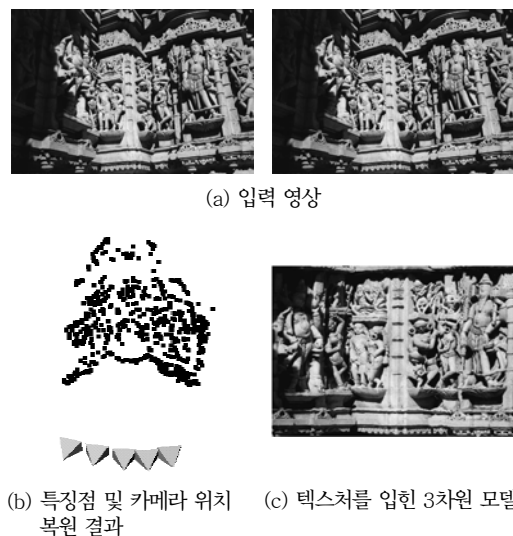 (a) 입력 영상
(b) 특징점 및 카메라 위치
복원 결과
(c) 텍스처를 입힌 3차원 모델